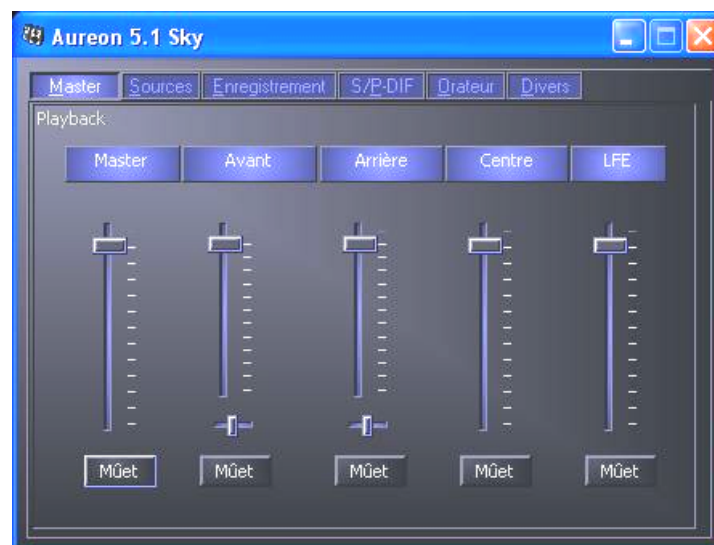 Aureon 5.1 Sky
Master Sources Enregistrement S/P-DIF Orateur Divers
Playback
Master Avant Arrière Centre LFE
Mûet Mûet Mûet Mûet Mûet